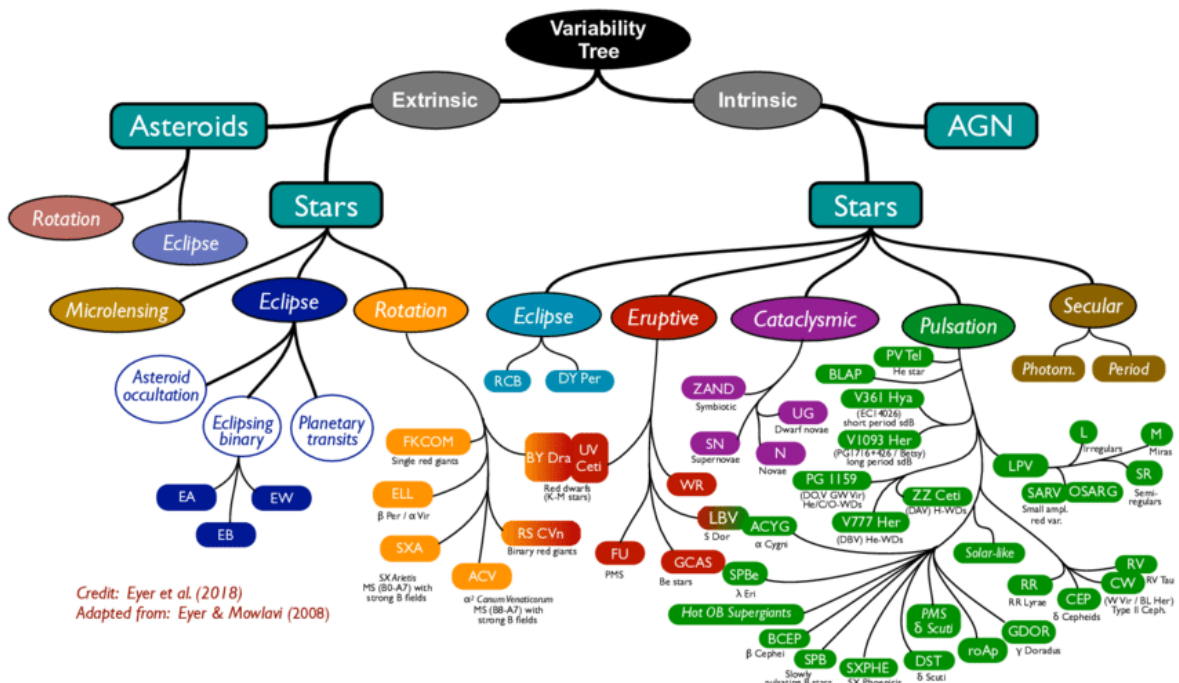 Variability
Tree
Extrinsic
Intrinsic
Asteroids
AGN
Rotation
Eclipse
Stars
Stars
Microlensing
Eclipse
Rotation
Eclipse
Eruptive
Cataclysmic
Pulsation
Secular
Asteroid
occultation
Eclipsing
binary
Planetary
transits
EA
EB
EW
FKCOM
Single red giants
ELL
β Per / α Vir
SXA
SX Arietis
MS (B0-A7) with
strong B fields
ACV
α² Canum Venaticorum
MS (B8-A7) with
strong B fields
BY Dra
UV
Ceti
Red dwarfs
(K-M stars)
RS CVn
Binary red giants
RCB
DY Per
WR
LBV
S Dor
FU
PMS
GCAS
Be stars
ZAND
Symbiotic
UG
Dwarf novae
SN
Supernovae
N
Novae
PV Tel
He star
BLAP
V361 Hya
(EC14026)
short period sdB
V1093 Her
(PG1716+426 / Betsy)
long period sdB
PG 1159
(DO,V GW Vir)
He/C/O-WDs
ZZ Ceti
(DAV) H-WDs
V777 Her
(DBV) He-WDs
ACYG
α Cygni
SPBe
λ Eri
Hot OB Supergiants
BCEP
β Cephei
SPB
Slowly
pulsating B stars
SXPHE
SX Phoenicis
DST
δ Scuti
PMS
δ Scuti
roAp
GDOR
γ Doradus
Solar-like
LPV
L
Irregulars
M
Miras
SR
Semi-
regulars
SARV
Small ampl.
red var.
OSARG
RR
RR Lyrae
CEP
δ Cepheids
RV
RV Tau
CW
(W Vir / BL Her)
Type II Ceph.
Photom.
Period
Credit: Eyer et al. (2018)
Adapted from: Eyer & Mowlavi (2008)